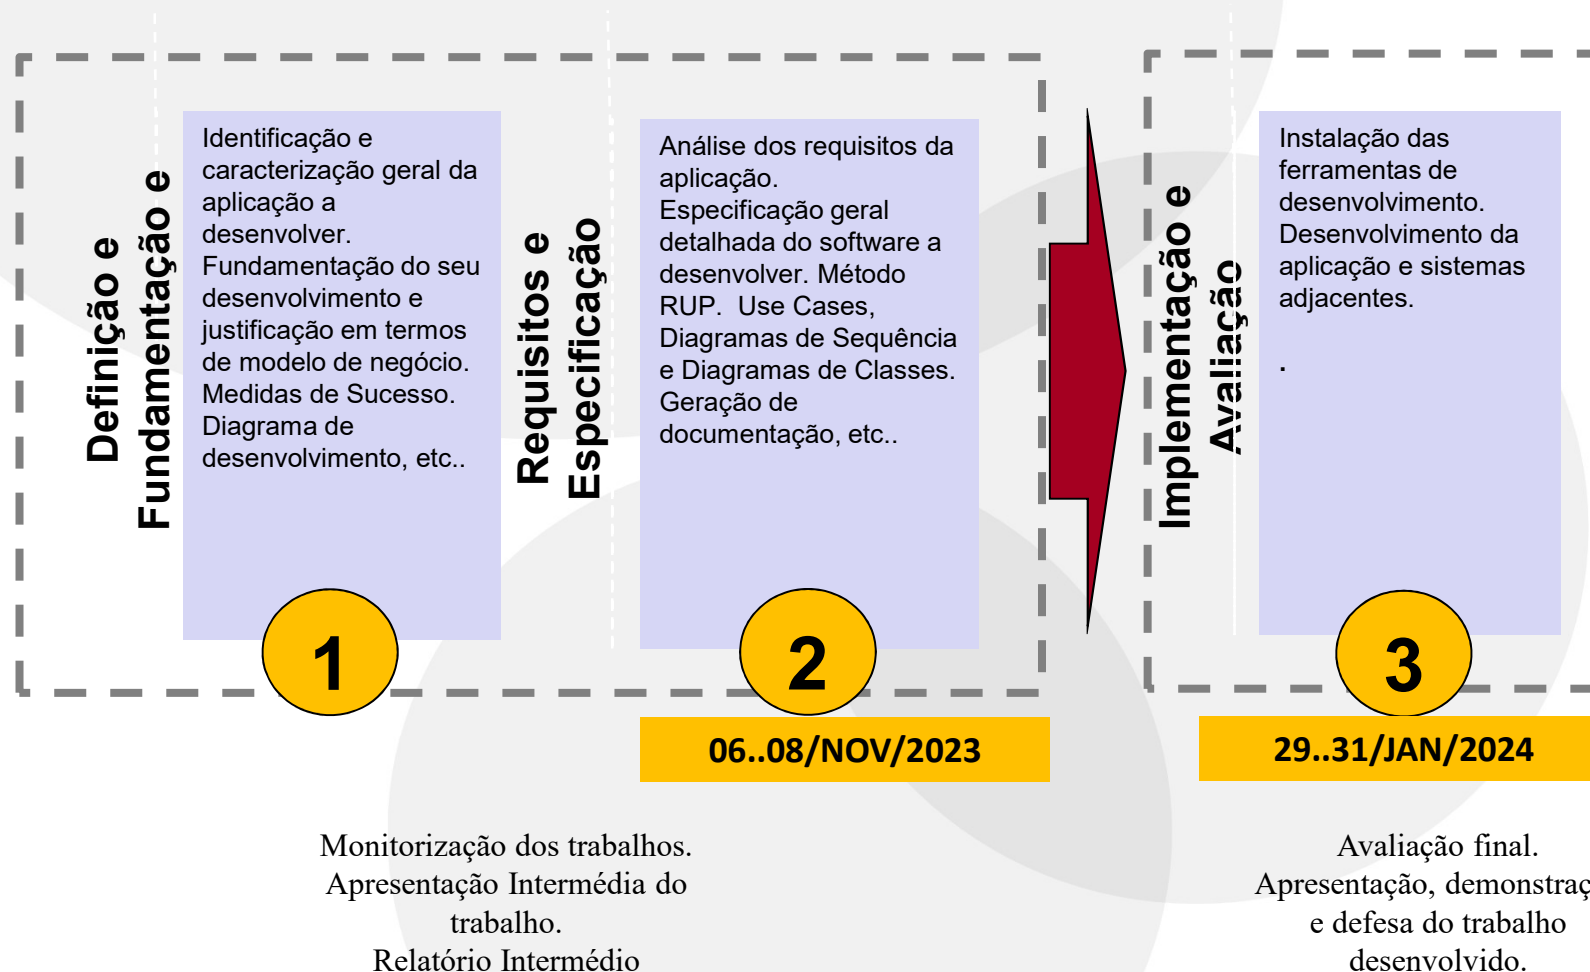 Definição e
Fundamentação e
Identificação e
caracterização geral da
aplicação a
desenvolver.
Fundamentação do seu
desenvolvimento e
justificação em termos
de modelo de negócio.
Medidas de Sucesso.
Diagrama de
desenvolvimento, etc..
1
Requisitos e
Especificação
Análise dos requisitos da
aplicação.
Especificação geral
detalhada do software a
desenvolver. Método
RUP. Use Cases,
Diagramas de Sequência
e Diagramas de Classes.
Geração de
documentação, etc..
2
06..08/NOV/2023
Monitorização dos trabalhos.
Apresentação Intermédia do
trabalho.
Relatório Intermédio
Implementação e
Avaliação
Instalação das
ferramentas de
desenvolvimento.
Desenvolvimento da
aplicação e sistemas
adjacentes.
.
3
29..31/JAN/2024
Avaliação final.
Apresentação, demonstraç
e defesa do trabalho
desenvolvido.